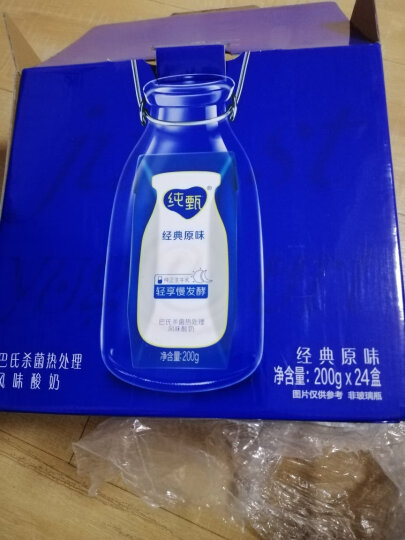 纯甄
经典原味
轻享慢发酵
巴氏杀菌热处理
风味酸奶
净含量:200g
巴氏杀菌热处理
风味酸奶
经典原味
净含量：200g x 24盒
图片仅供参考 非玻璃瓶